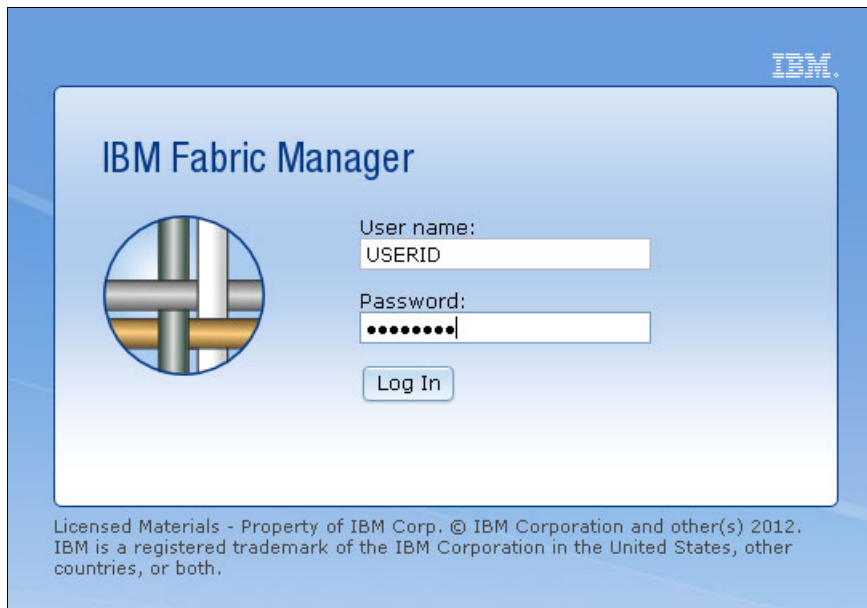 IBM.
IBM Fabric Manager
User name:
USERID
Password:
••••••••
Log In
Licensed Materials - Property of IBM Corp. © IBM Corporation and other(s) 2012.
IBM is a registered trademark of the IBM Corporation in the United States, other
countries, or both.